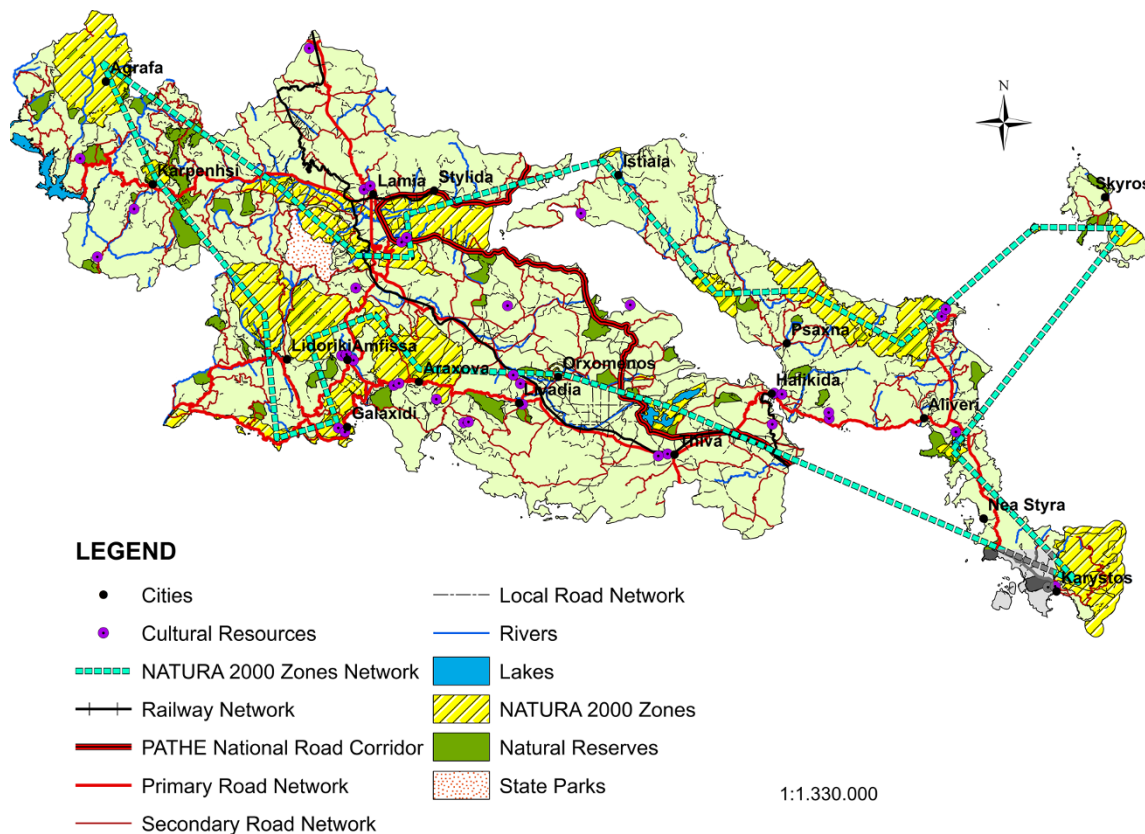 N
Agrafa
Istiaia
Karpenhsi
Lamia
Stylida
Skyros
Psaxna
Lidoriki
Amfissa
Araxova
Orxomenos
Livadia
Halikida
Galaxidi
Aliveri
Thiva
Nea Styra
Karystos
LEGEND
Cities
Cultural Resources
NATURA 2000 Zones Network
Railway Network
PATHE National Road Corridor
Primary Road Network
Secondary Road Network
Local Road Network
Rivers
Lakes
NATURA 2000 Zones
Natural Reserves
State Parks
1:1.330.000